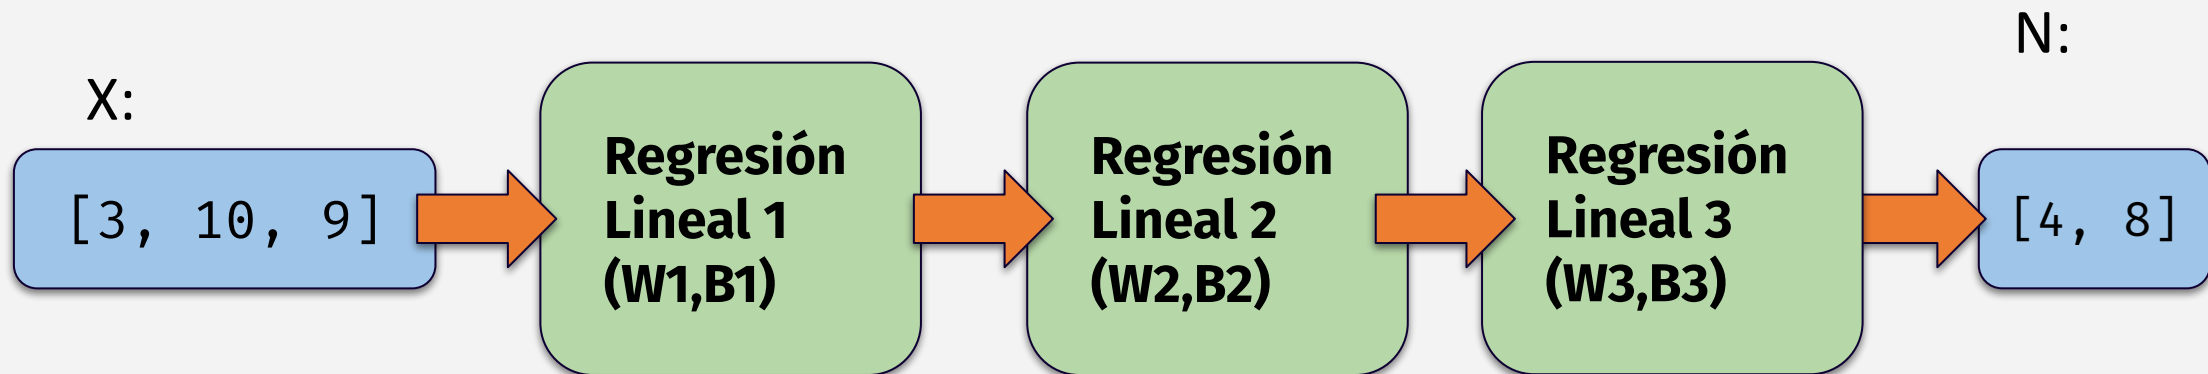 X:
[3, 10, 9]
Regresión
Lineal 1
(W1,B1)
Regresión
Lineal 2
(W2,B2)
Regresión
Lineal 3
(W3,B3)
N:
[4, 8]